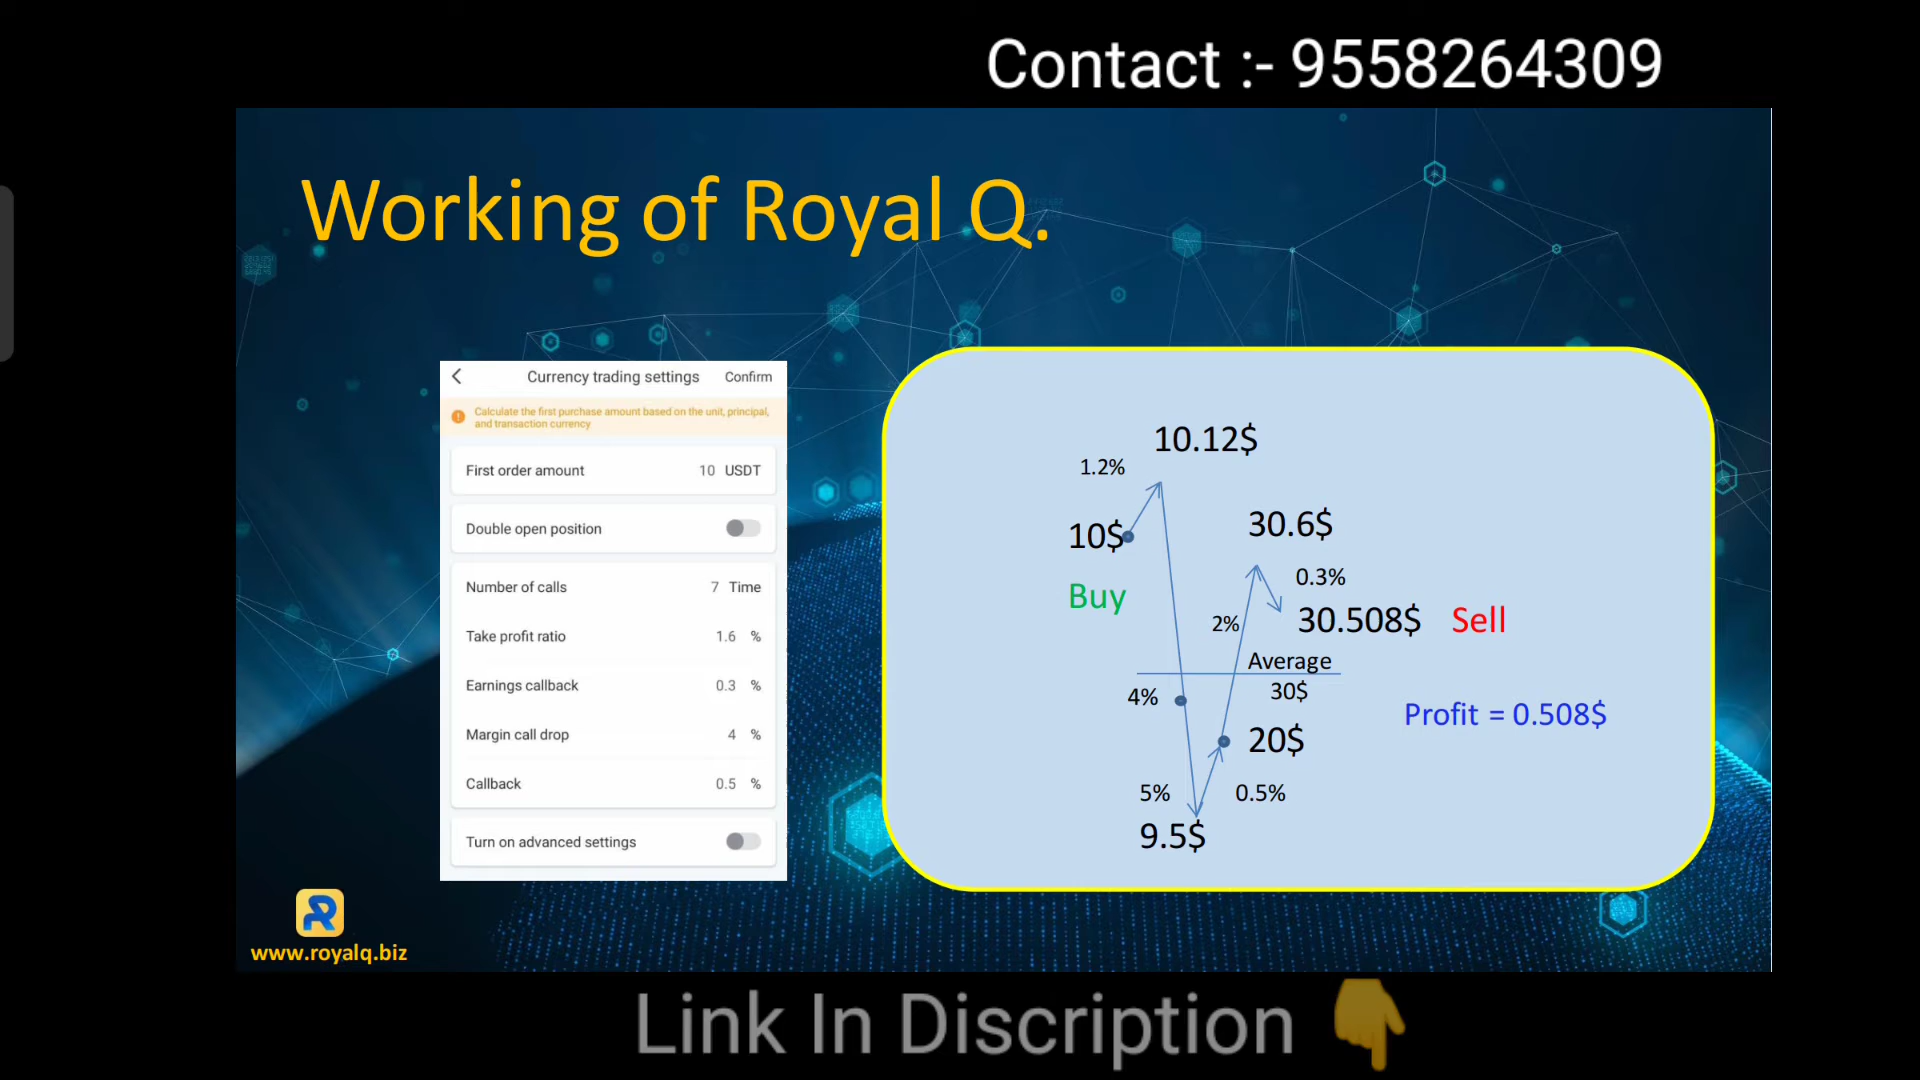 Contact :- 9558264309
Working of Royal Q.
Currency trading settings Confirm
Calculate the first purchase amount based on the unit, principal,
and transaction currency
First order amount 10 USDT
Double open position
Number of calls 7 Time
Take profit ratio 1.6 %
Earnings callback 0.3 %
Margin call drop 4 %
Callback 0.5 %
Turn on advanced settings
10.12$
1.2%
10$
Buy
30.6$
0.3%
30.508$ Sell
2%
Average
30$
4%
Profit = 0.508$
20$
5%
0.5%
9.5$
www.royalq.biz
Link In Discription